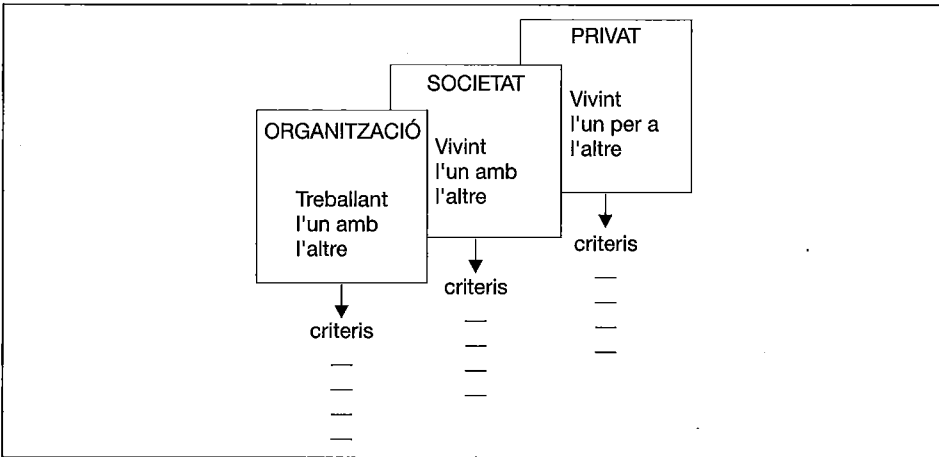 PRIVAT
Vivint
l'un per a
l'altre
criteris
SOCIETAT
Vivint
l'un amb
l'altre
criteris
ORGANITZACIÓ
Treballant
l'un amb
l'altre
criteris